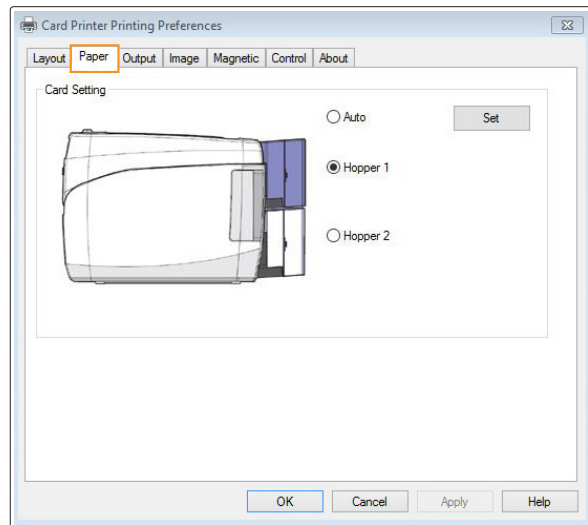 Card Printer Printing Preferences
Layout Paper Output Image Magnetic Control About
Card Setting
Auto Set
Hopper 1
Hopper 2
OK Cancel Apply Help